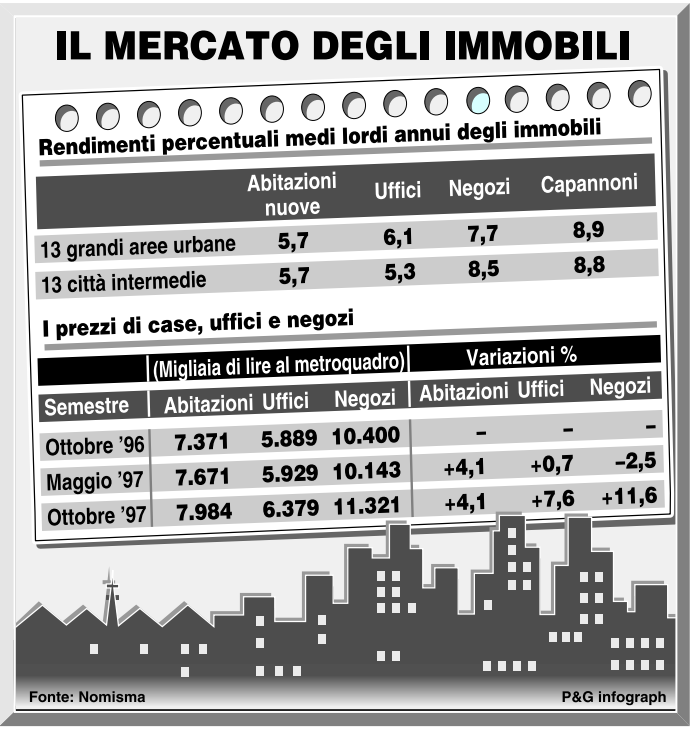 IL MERCATO DEGLI IMMOBILI
Rendimenti percentuali medi lordi annui degli immobili
Abitazioni nuove Uffici Negozi Capannoni
13 grandi aree urbane 5,7 6,1 7,7 8,9
13 città intermedie 5,7 5,3 8,5 8,8
I prezzi di case, uffici e negozi
(Migliaia di lire al metroquadro) Variazioni %
Semestre Abitazioni Uffici Negozi Abitazioni Uffici Negozi
Ottobre ’96 7.371 5.889 10.400 – – –
Maggio ’97 7.671 5.929 10.143 +4,1 +0,7 –2,5
Ottobre ’97 7.984 6.379 11.321 +4,1 +7,6 +11,6
Fonte: Nomisma P&G infograph